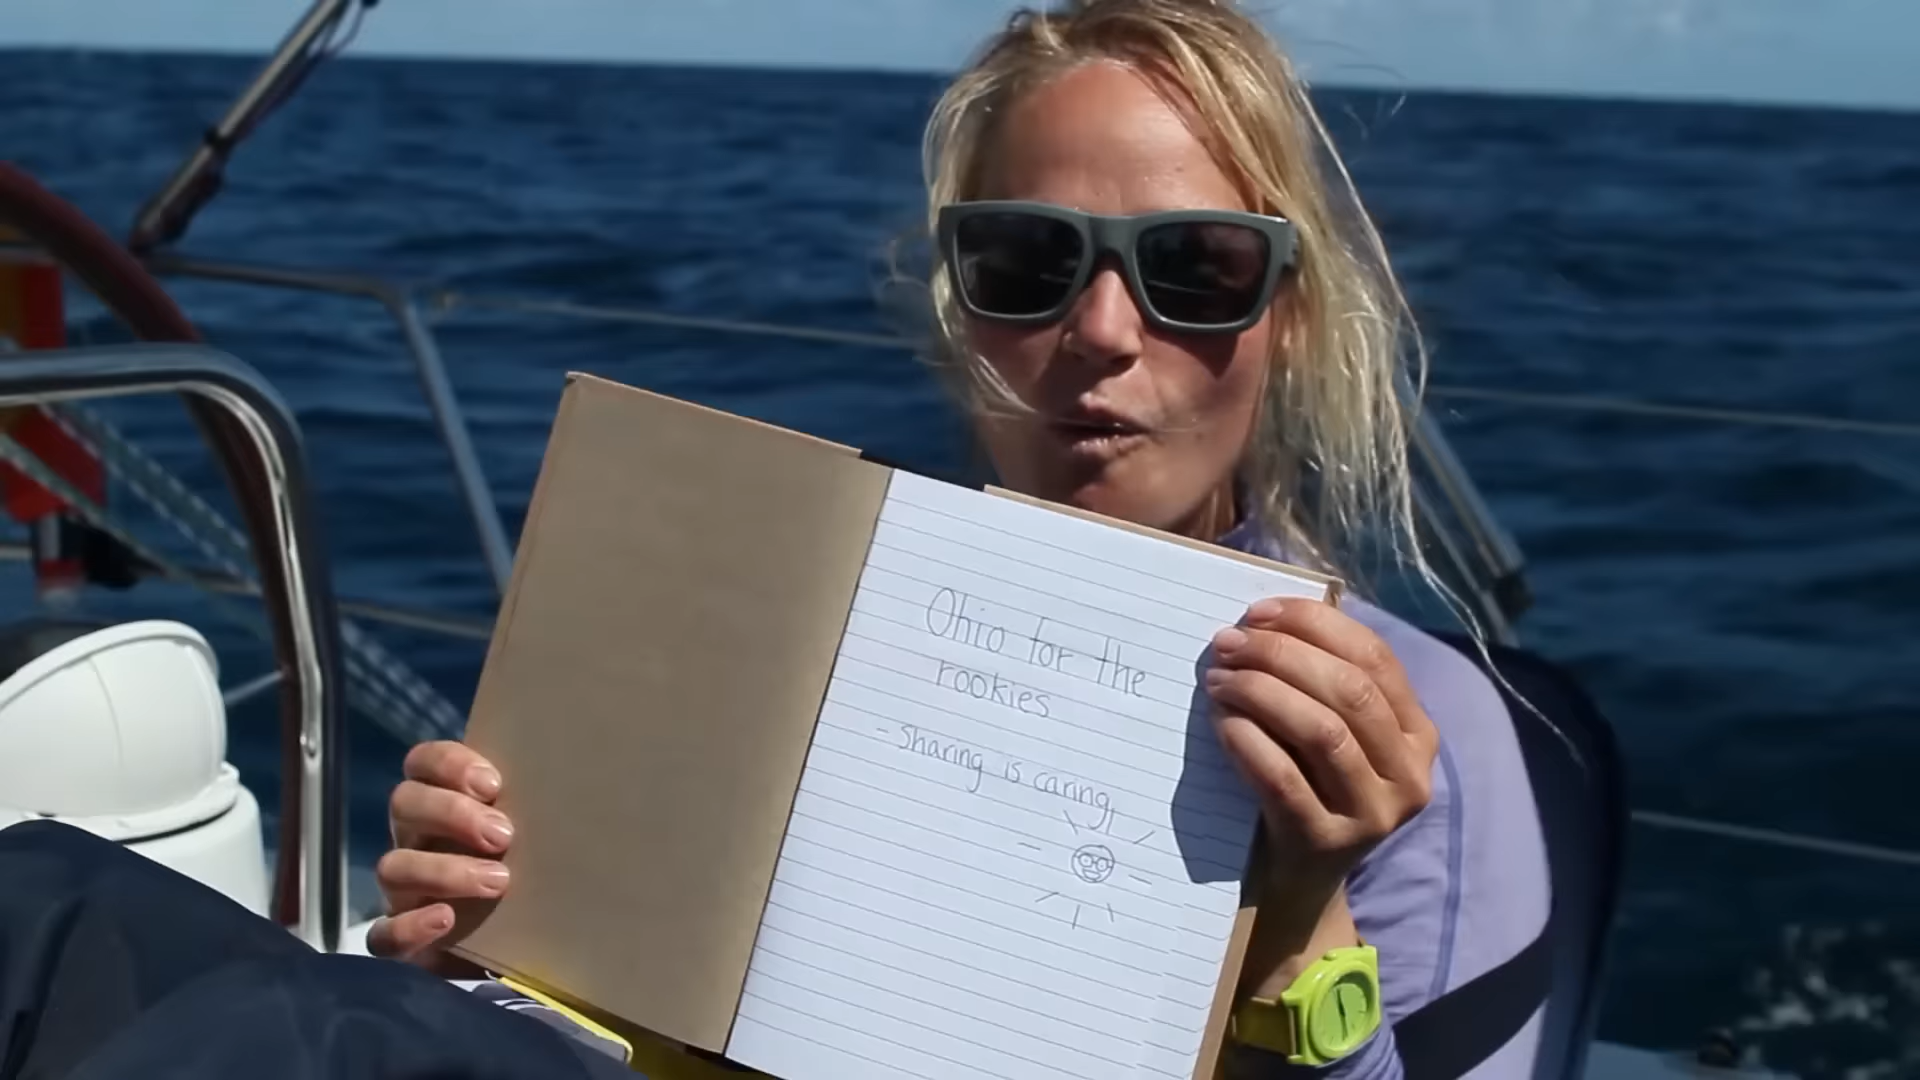 Ohio for the
rookies
- sharing is caring,